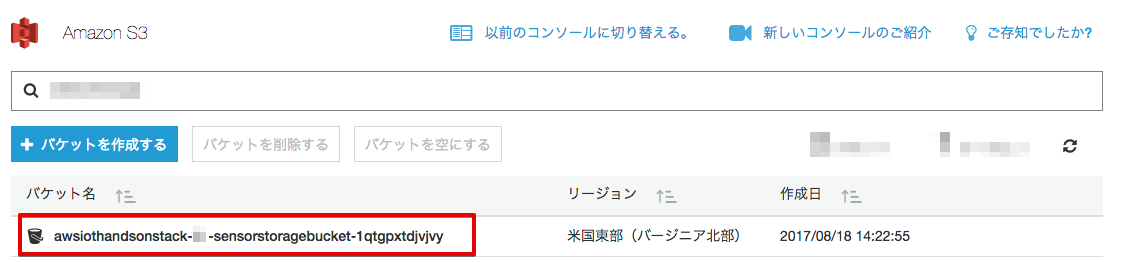 Amazon S3 以前のコンソールに切り替える。 新しいコンソールのご紹介 ご存知でしたか?
+ バケットを作成する バケットを削除する バケットを空にする
バケット名 リージョン 作成日
awsiothandsonstack- -sensorstoragebucket-1qtgpxtdjvjvy 米国東部（バージニア北部） 2017/08/18 14:22:55